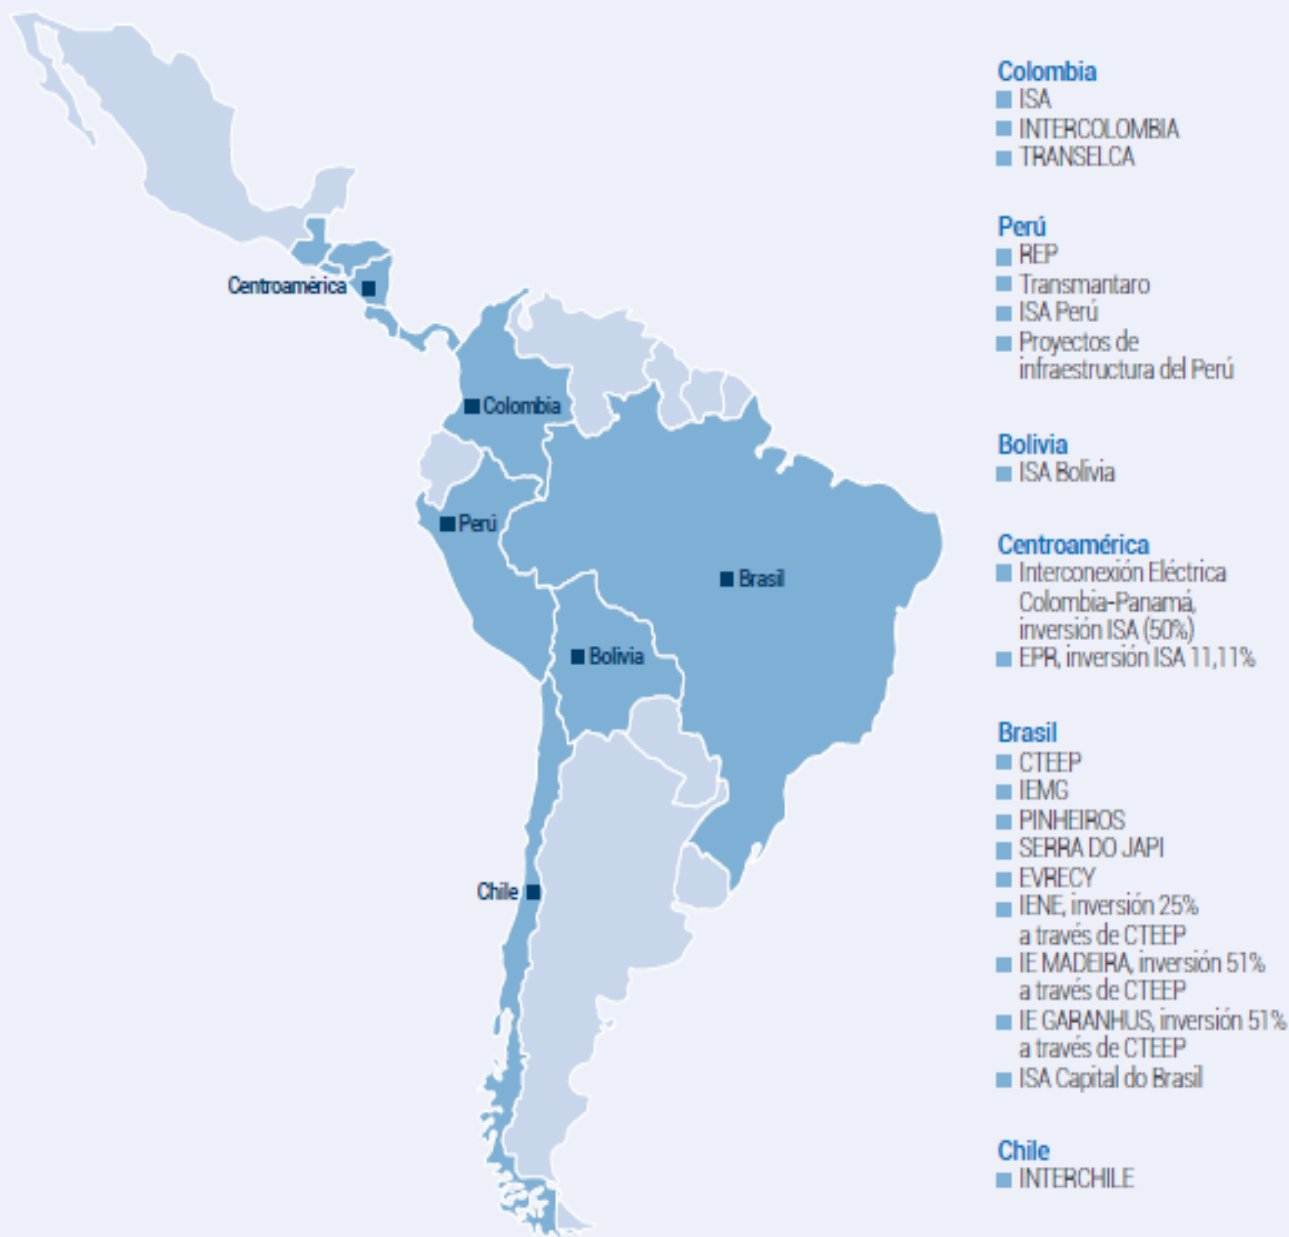 Centroamérica
Colombia
Perú
Brasil
Bolivia
Chile
Colombia
ISA
INTERCOLOMBIA
TRANSELCA
Perú
REP
Transmantaro
ISA Perú
Proyectos de
infraestructura del Perú
Bolivia
ISA Bolivia
Centroamérica
Interconexión Eléctrica
Colombia-Panamá,
inversión ISA (50%)
EPR, inversión ISA 11,11%
Brasil
CTEEP
IEMG
PINHEIROS
SERRA DO JAPI
EVRECY
IENE, inversión 25%
a través de CTEEP
IE MADEIRA, inversión 51%
a través de CTEEP
IE GARANHUS, inversión 51%
a través de CTEEP
ISA Capital do Brasil
Chile
INTERCHILE